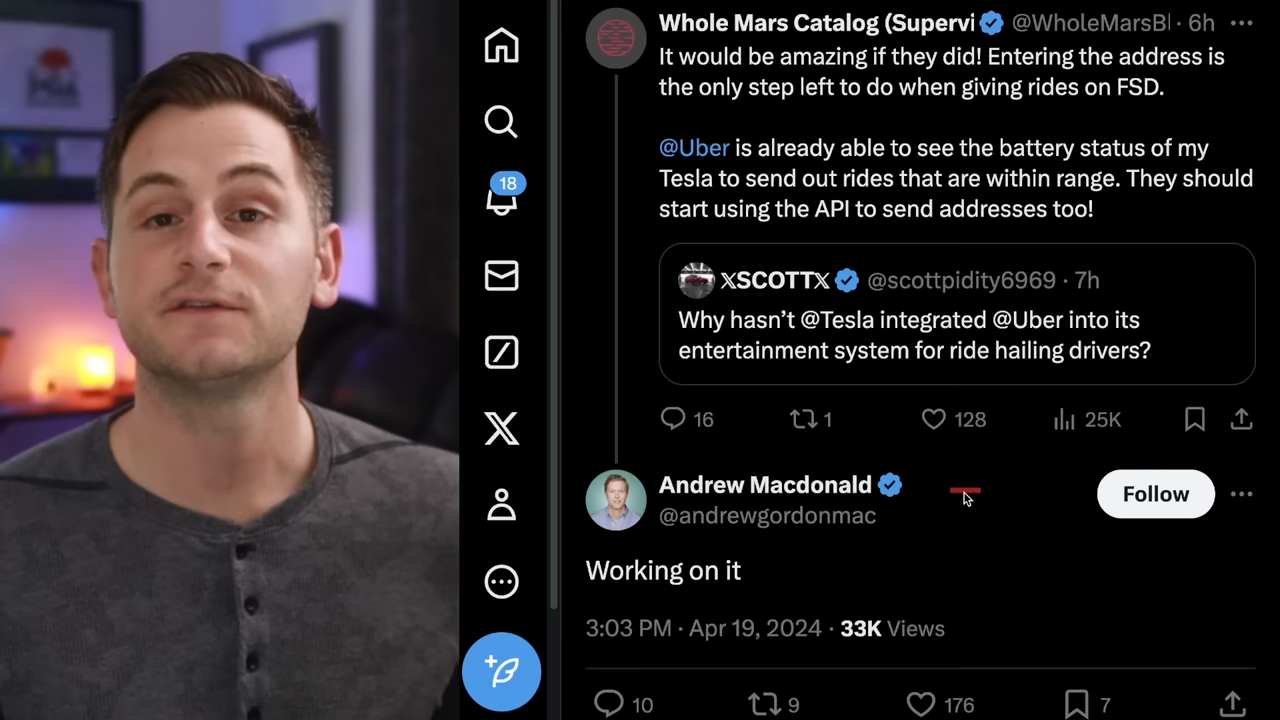 Whole Mars Catalog (Supervi @WholeMarsBl · 6h
It would be amazing if they did! Entering the address is
the only step left to do when giving rides on FSD.
@Uber is already able to see the battery status of my
Tesla to send out rides that are within range. They should
start using the API to send addresses too!
𝕏SCOTT𝕏 @scottpidity6969 · 7h
Why hasn’t @Tesla integrated @Uber into its
entertainment system for ride hailing drivers?
16 1 128 25K
18
Andrew Macdonald
@andrewgordonmac
Follow
Working on it
3:03 PM · Apr 19, 2024 · 33K Views
10 9 176 7